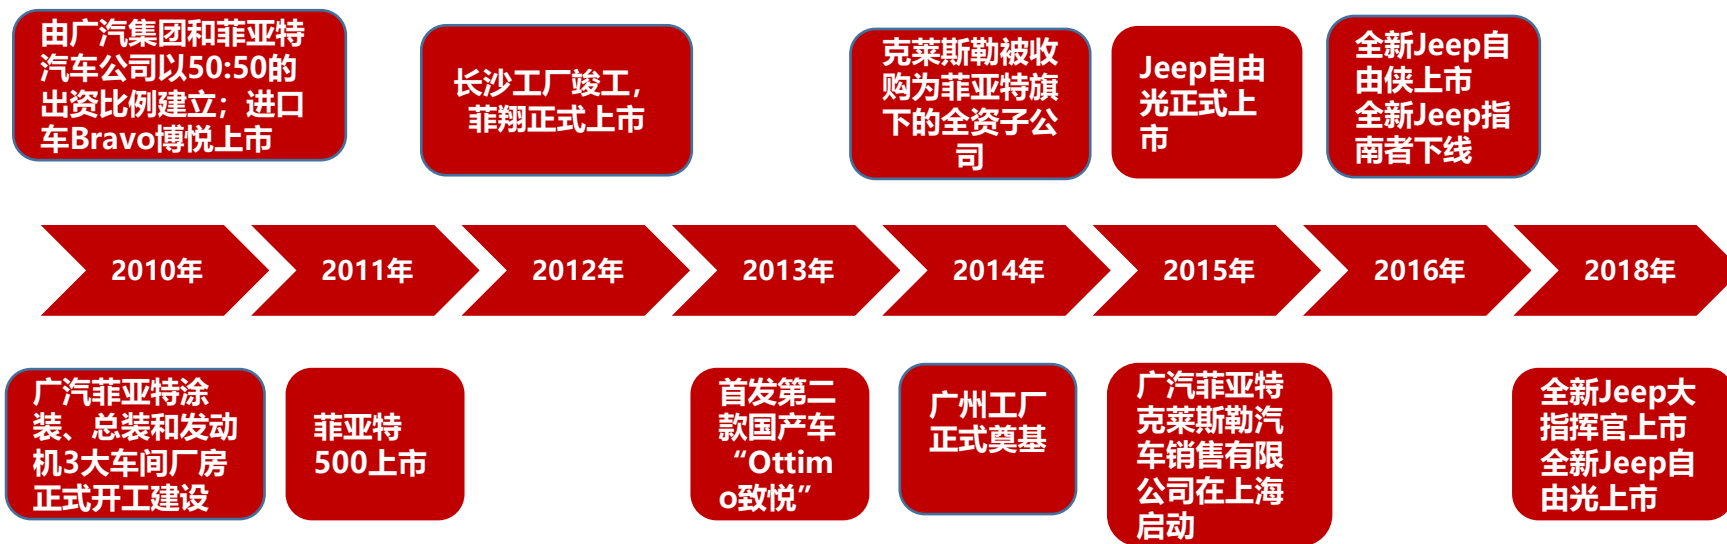 由广汽集团和菲亚特
汽车公司以50:50的
出资比例建立；进口
车Bravo博悦上市
长沙工厂竣工，
菲翔正式上市
克莱斯勒被收
购为菲亚特旗
下的全资子公
司
Jeep自由
光正式上
市
全新Jeep自
由侠上市
全新Jeep指
南者下线
2010年
2011年
2012年
2013年
2014年
2015年
2016年
2018年
广汽菲亚特涂
装、总装和发动
机3大车间厂房
正式开工建设
菲亚特
500上市
首发第二
款国产车
“Ottim
o致悦”
广州工厂
正式奠基
广汽菲亚特
克莱斯勒汽
车销售有限
公司在上海
启动
全新Jeep大
指挥官上市
全新Jeep自
由光上市